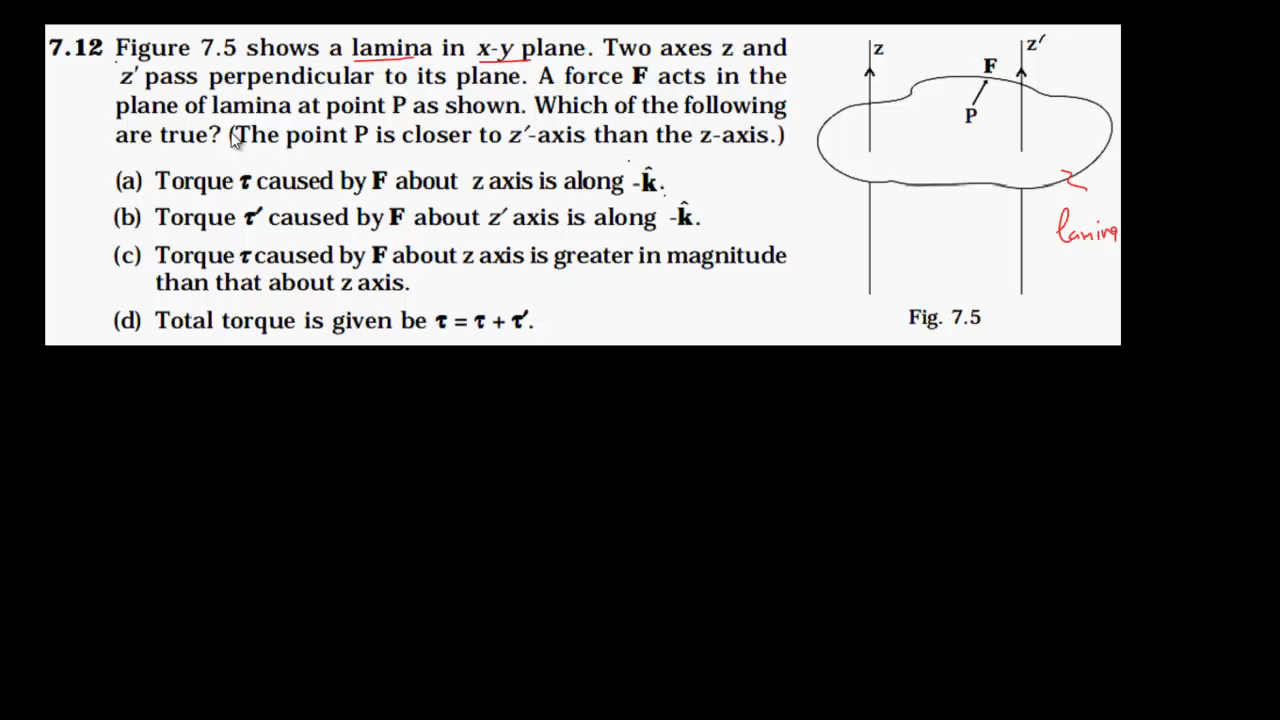 7.12 Figure 7.5 shows a lamina in x-y plane. Two axes z and
z′ pass perpendicular to its plane. A force F acts in the
plane of lamina at point P as shown. Which of the following
are true? (The point P is closer to z′-axis than the z-axis.)
(a) Torque τ caused by F about z axis is along -k̂.
(b) Torque τ′ caused by F about z′ axis is along -k̂.
(c) Torque τ caused by F about z axis is greater in magnitude
than that about z axis.
(d) Total torque is given be τ = τ + τ′.
z
z′
F
P
lamina
Fig. 7.5